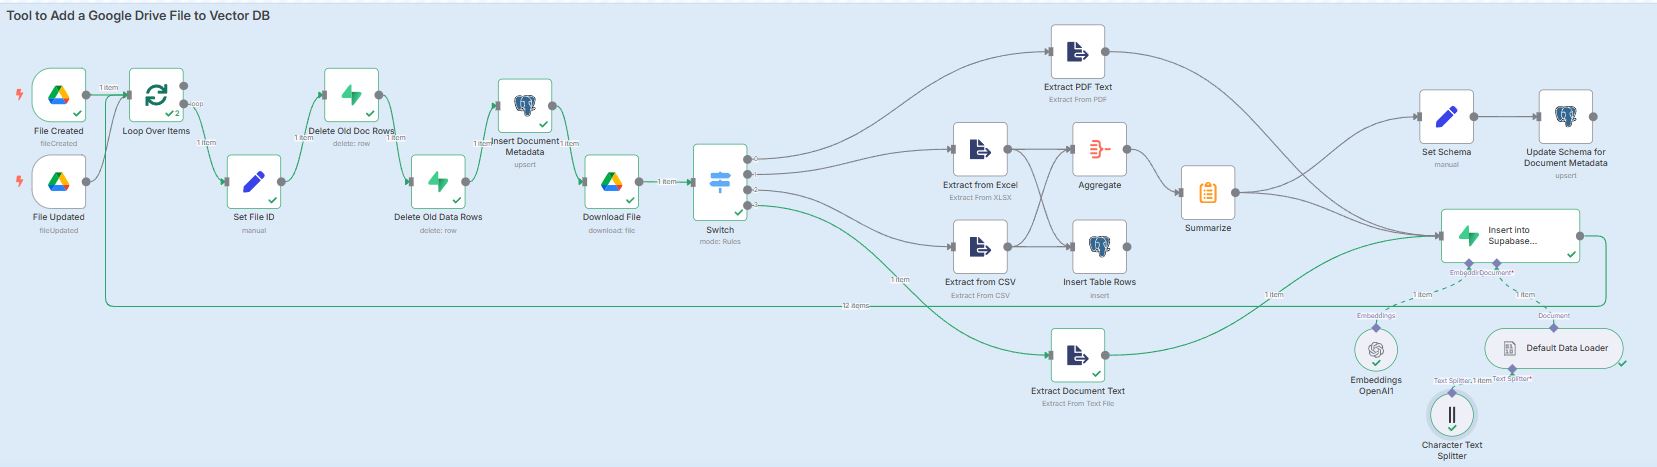 Tool to Add a Google Drive File to Vector DB
1 item
File Created
fileCreated
File Updated
fileUpdated
2
loop
Loop Over Items
1 item
Set File ID
manual
1 item
Delete Old Doc Rows
delete: row
1 item
Delete Old Data Rows
delete: row
1 item
Insert Document
Metadata
upsert
1 item
Download File
download: file
1 item
0
1
2
3
Switch
mode: Rules
Extract PDF Text
Extract From PDF
Extract from Excel
Extract From XLSX
Extract from CSV
Extract From CSV
Aggregate
Insert Table Rows
insert
Summarize
1 item
Extract Document Text
Extract From Text File
1 item
12 items
Set Schema
manual
Update Schema for
Document Metadata
upsert
Insert into
Supabase...
Document*
1 item
1 item
Embeddings
Embeddings
OpenAI1
Document
Default Data Loader
Text Splitter
1 item
Text Splitter*
Character Text
Splitter